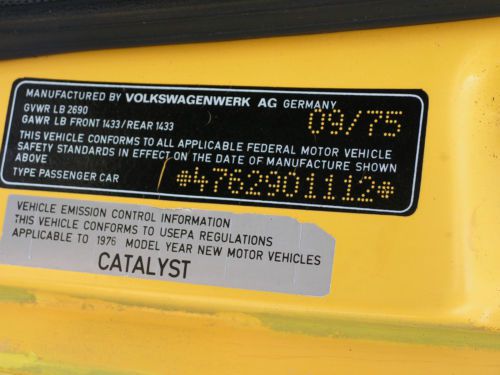 MANUFACTURED BY VOLKSWAGENWERK AG GERMANY
GVWR LB 2690
09/75
GAWR LB FRONT 1433/REAR 1433
THIS VEHICLE CONFORMS TO ALL APPLICABLE FEDERAL MOTOR VEHICLE
SAFETY STANDARDS IN EFFECT ON THE DATE OF MANUFACTURE SHOWN
ABOVE
TYPE PASSENGER CAR
*4762901112*
VEHICLE EMISSION CONTROL INFORMATION
THIS VEHICLE CONFORMS TO USEPA REGULATIONS
APPLICABLE TO 1976 MODEL YEAR NEW MOTOR VEHICLES
CATALYST